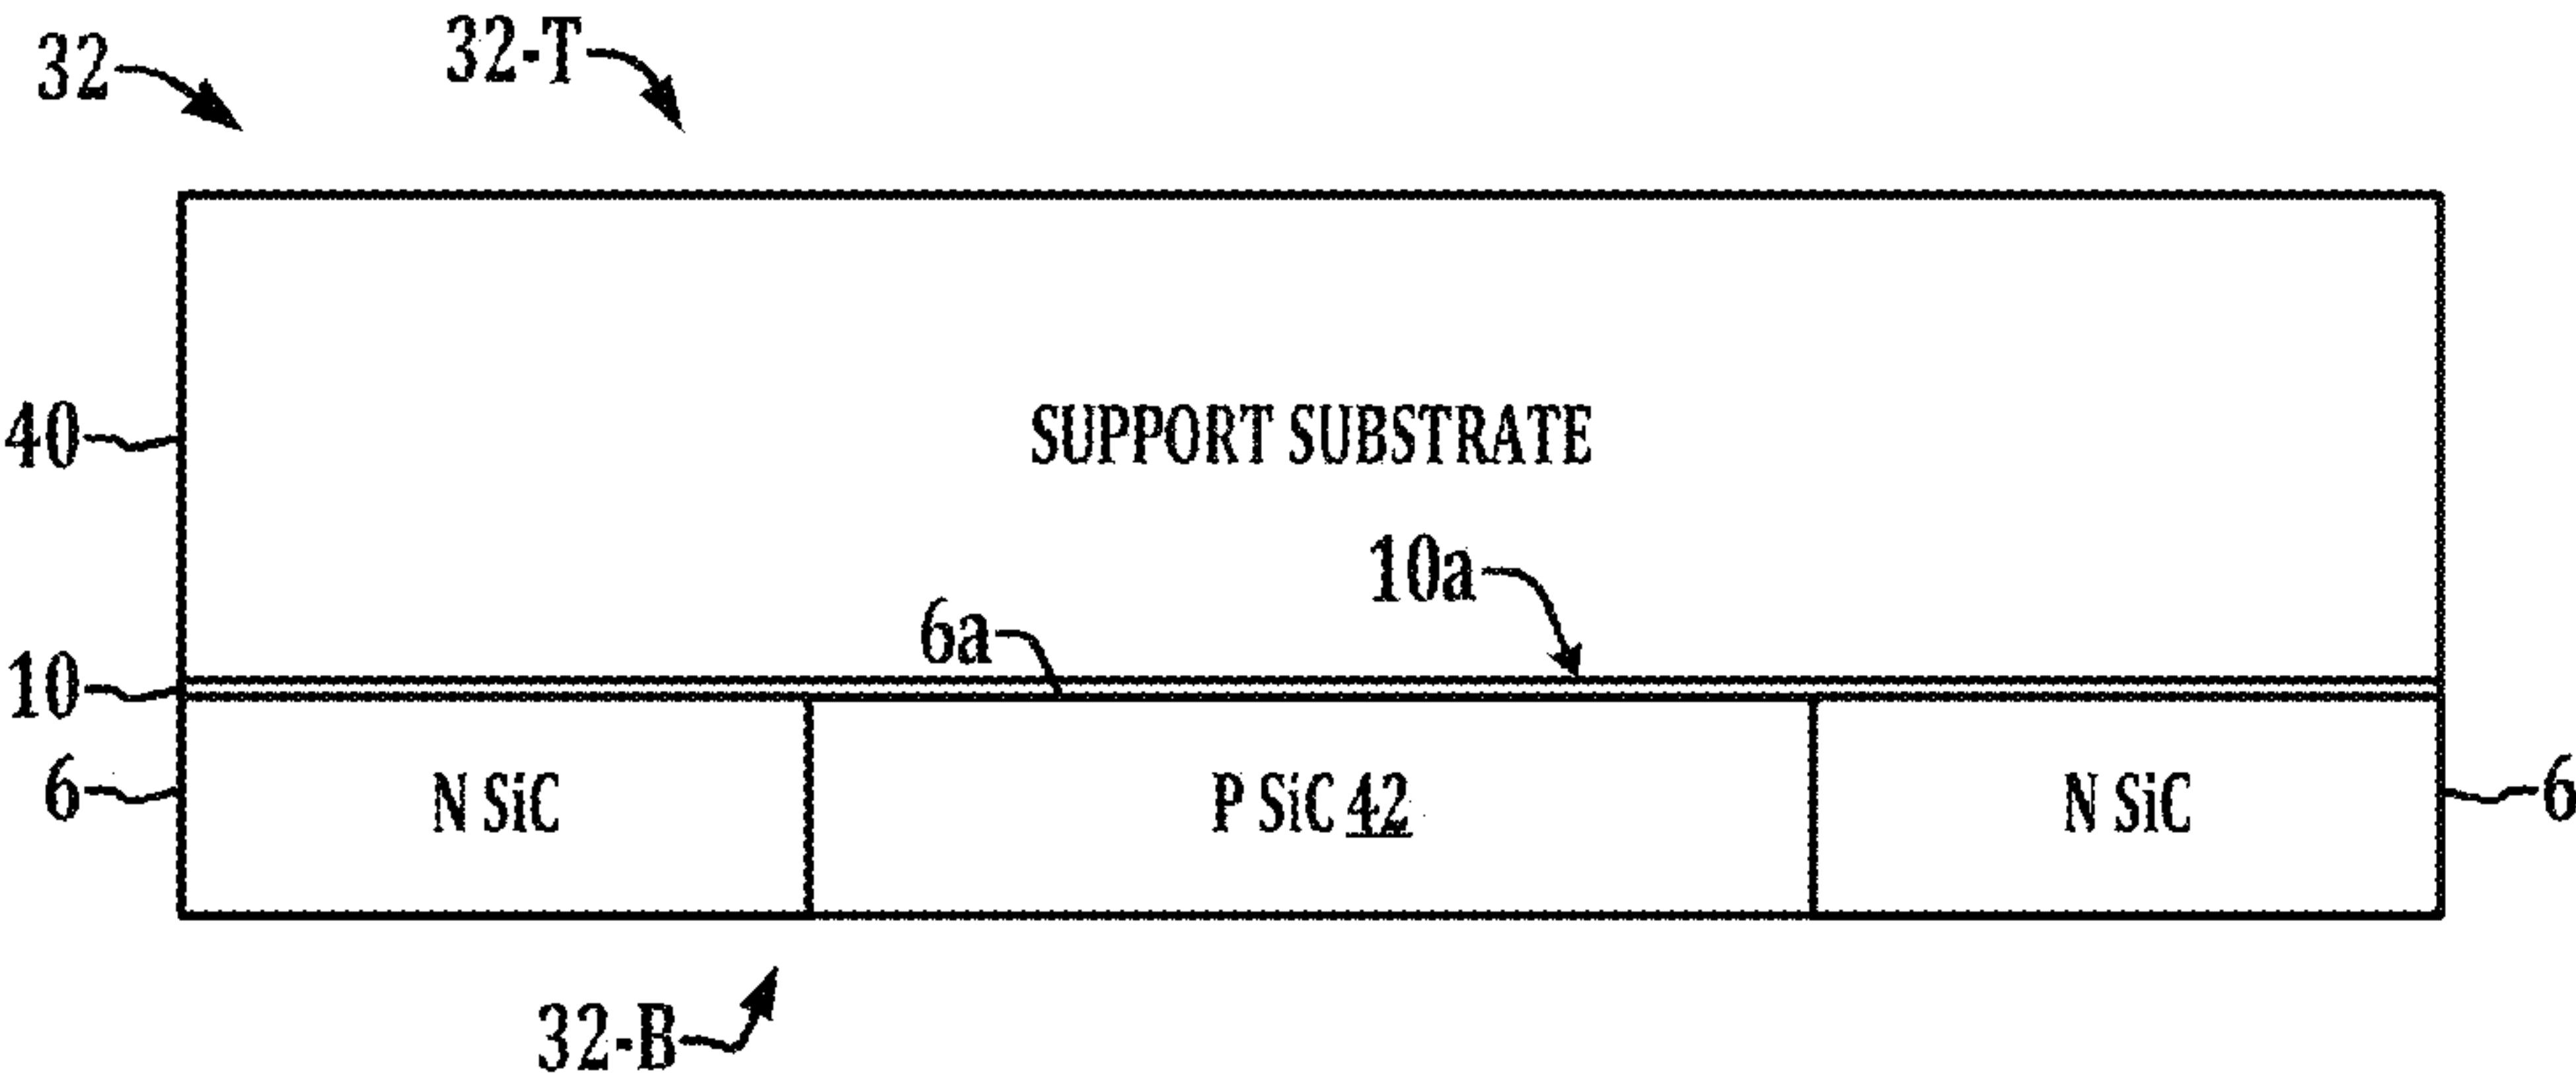 32
32-T
40
SUPPORT SUBSTRATE
10a
6a
10
6
N SiC
P SiC 42
N SiC
6
32-B